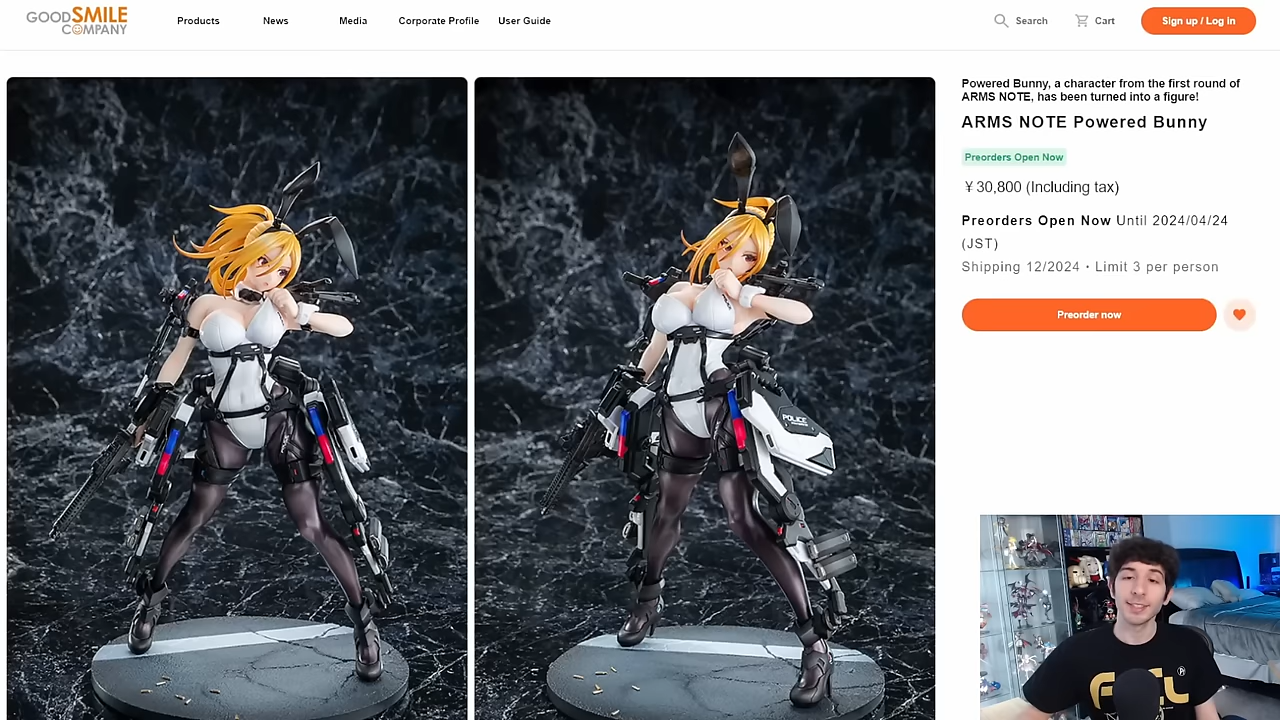 GOODSMILE
COMPANY
Products
News
Media
Corporate Profile
User Guide
Search
Cart
Sign up / Log in
Powered Bunny, a character from the first round of
ARMS NOTE, has been turned into a figure!
ARMS NOTE Powered Bunny
Preorders Open Now
¥30,800 (Including tax)
Preorders Open Now Until 2024/04/24
(JST)
Shipping 12/2024・Limit 3 per person
Preorder now
POLICE